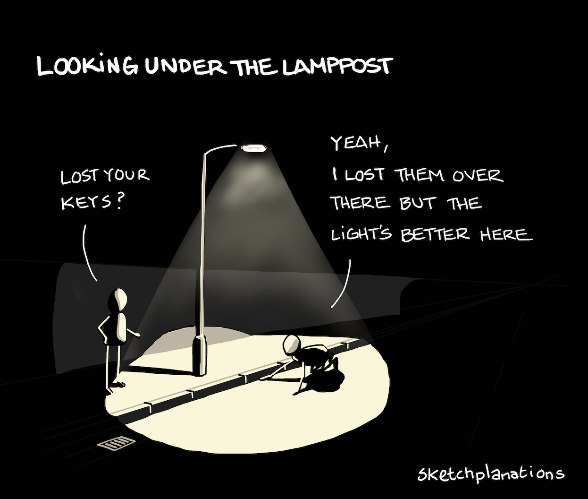 LOOKING UNDER THE LAMPPOST
LOST YOUR
KEYS?
YEAH,
I LOST THEM OVER
THERE BUT THE
LIGHT'S BETTER HERE
sketchplanations